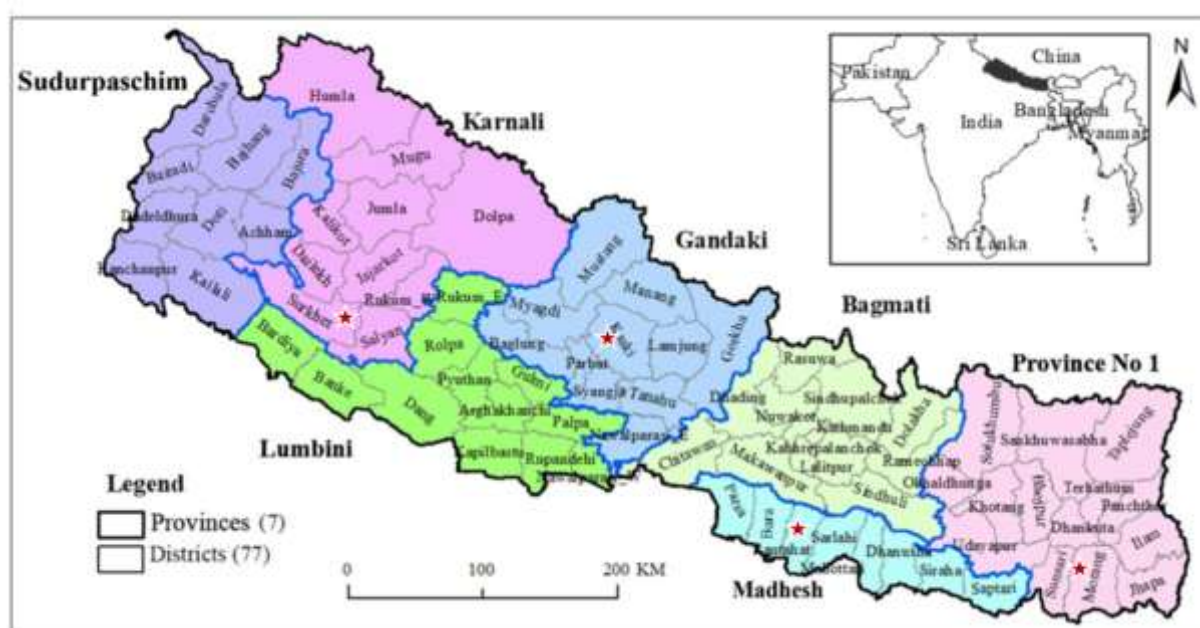 Sudurpaschim
Karnali
Gandaki
Bagmati
Province No 1
Lumbini
Madhesh
China
Pakistan
India
Bangladesh
Myanmar
Sri Lanka
N
Humla
Mugu
Jumla
Dolpa
Kalikot
Dailekh
Jajarkot
Rukum_W
Surkhet
Salyan
Darchula
Bajhang
Bajura
Dadeldhura
Doti
Achham
Kanchanpur
Kailali
Rukum_E
Rolpa
Bardiya
Banke
Dang
Pyuthan
Gulmi
Arghakhanchi
Palpa
Kapilbastu
Rupandehi
Mustang
Manang
Myagdi
Baglung
Parbat
Kaski
Lamjung
Gorkha
Syangja
Tanahu
Nawalparasi_E
Rasuwa
Dhading
Sindhupalchok
Nuwakot
Kathmandu
Dolakha
Kabhrepalanchok
Lalitpur
Ramechhap
Chitawan
Makawanpur
Sindhuli
Parsa
Bara
Sarlahi
Dhanusha
Siraha
Saptari
Solukhumbu
Sankhuwasabha
Taplejung
Okhaldhunga
Khotang
Bhojpur
Terhathum
Panchthar
Dhankuta
Ilam
Udayapur
Sunsari
Morang
Jhapa
Legend
Provinces (7)
Districts (77)
0 100 200 KM